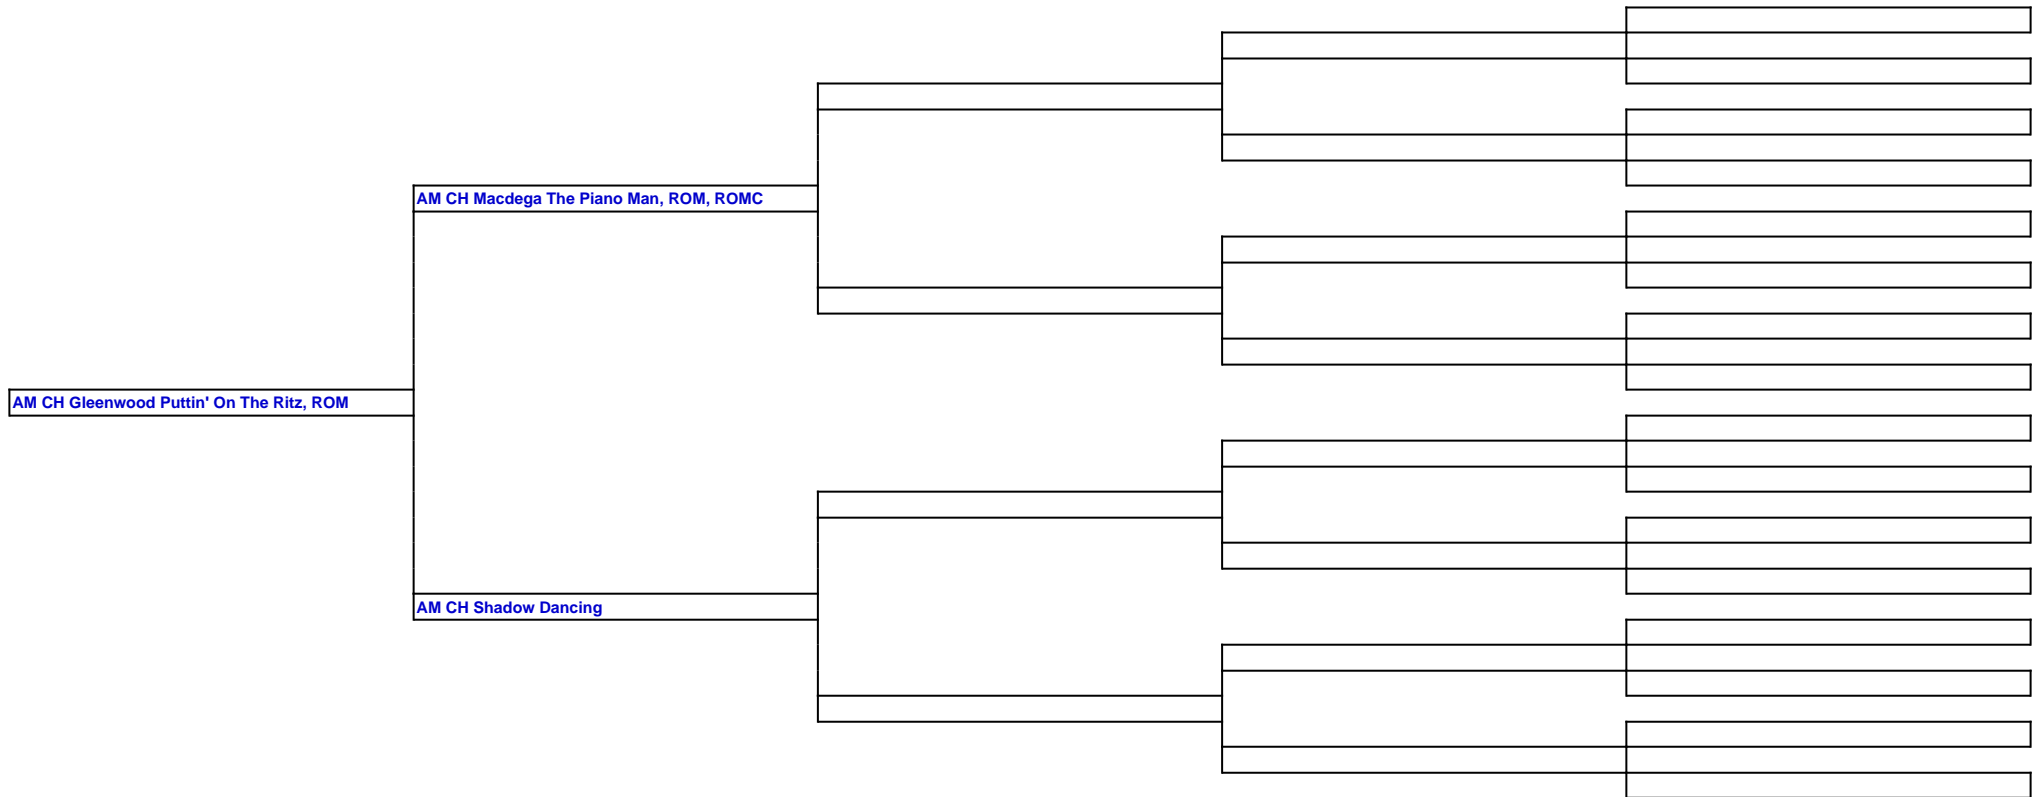 AM CH Macdega The Piano Man, ROM, ROMC
AM CH Gleenwood Puttin' On The Ritz, ROM
AM CH Shadow Dancing